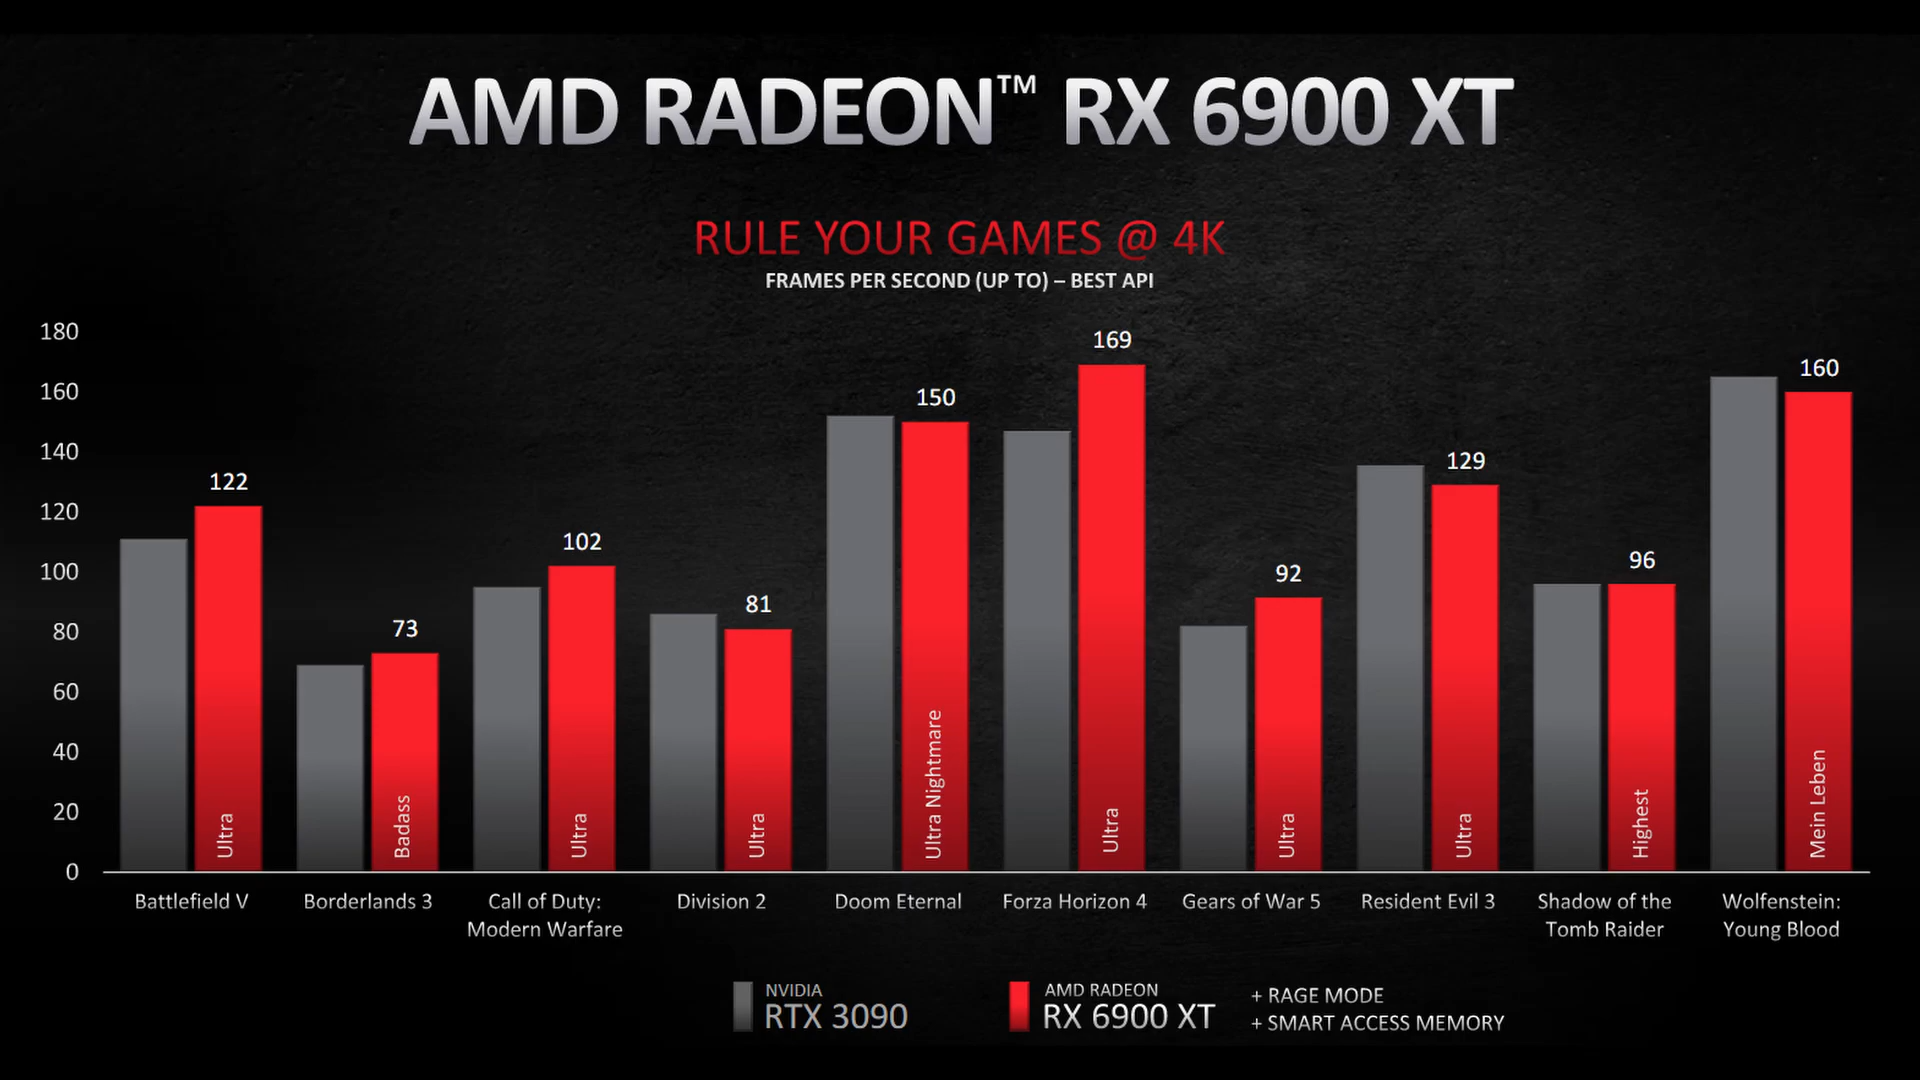 AMD RADEON™ RX 6900 XT
RULE YOUR GAMES @ 4K
FRAMES PER SECOND (UP TO) – BEST API
180
160
140
120
100
80
60
40
20
0
122
73
102
81
150
169
92
129
96
160
Ultra
Badass
Ultra
Ultra
Ultra Nightmare
Ultra
Ultra
Ultra
Highest
Mein Leben
Battlefield V
Borderlands 3
Call of Duty:
Modern Warfare
Division 2
Doom Eternal
Forza Horizon 4
Gears of War 5
Resident Evil 3
Shadow of the
Tomb Raider
Wolfenstein:
Young Blood
NVIDIA
RTX 3090
AMD RADEON
RX 6900 XT
+ RAGE MODE
+ SMART ACCESS MEMORY